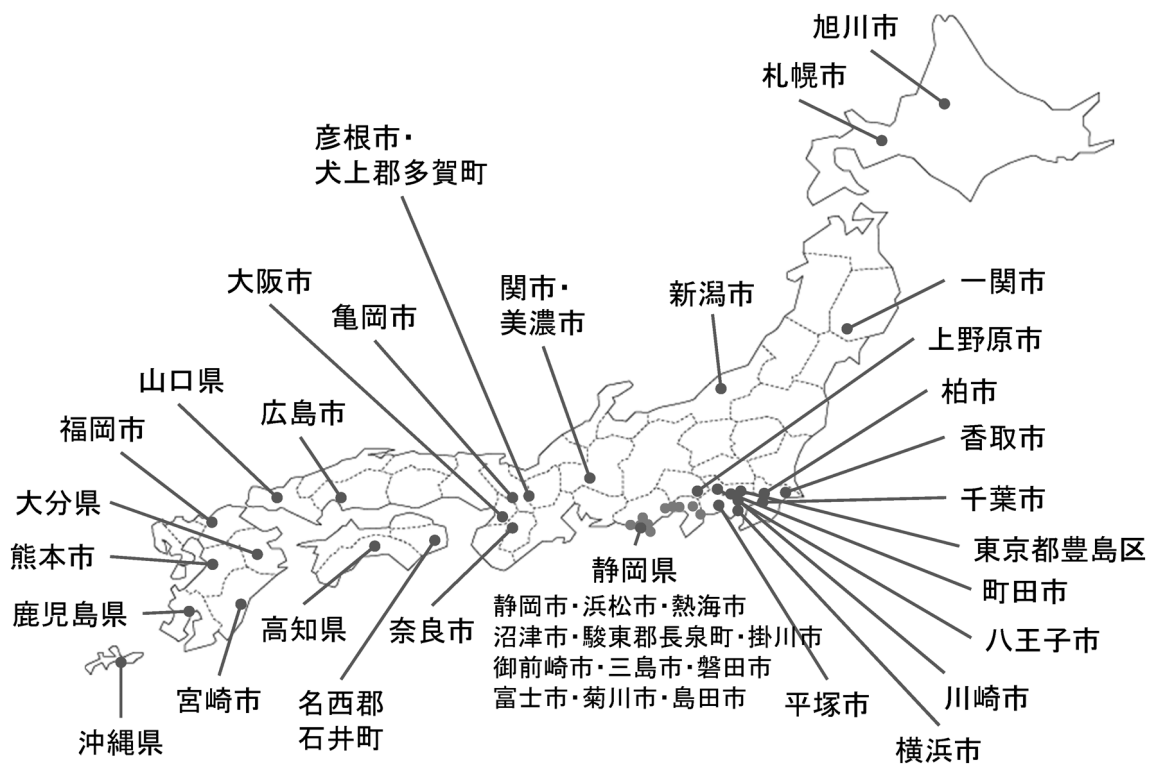 旭川市
札幌市
彦根市・
犬上郡多賀町
大阪市
亀岡市
関市・
美濃市
新潟市
一関市
上野原市
山口県
福岡市
広島市
柏市
香取市
大分県
千葉市
熊本市
東京都豊島区
静岡県
町田市
鹿児島県
高知県
奈良市
静岡市・浜松市・熱海市
沼津市・駿東郡長泉町・掛川市
御前崎市・三島市・磐田市
富士市・菊川市・島田市
八王子市
宮崎市
名西郡
石井町
平塚市
川崎市
沖縄県
横浜市